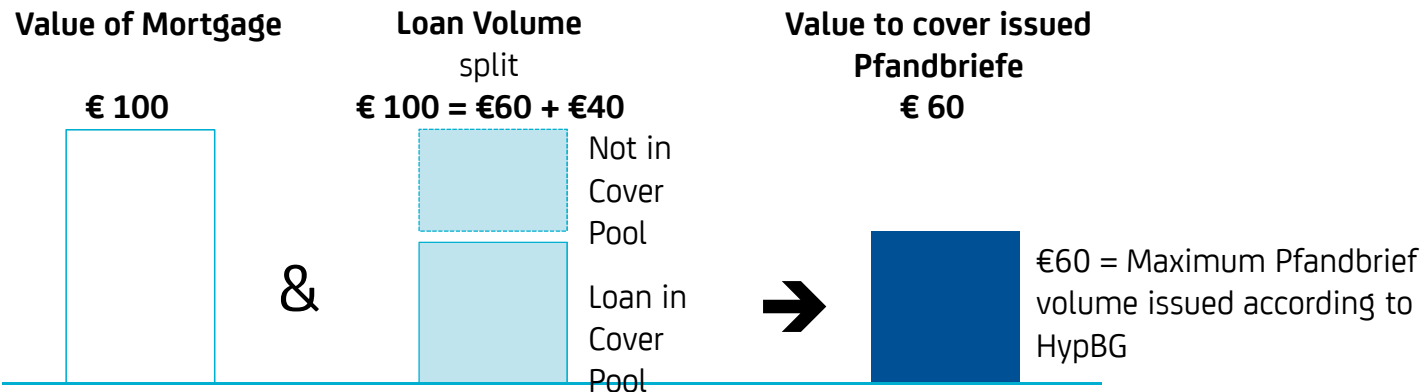 Value of Mortgage
€ 100
Loan Volume
split
€ 100 = €60 + €40
Value to cover issued
Pfandbriefe
€ 60
Not in
Cover
Pool
&
Loan in
Cover
Pool
€60 = Maximum Pfandbrief
volume issued according to
HypBG